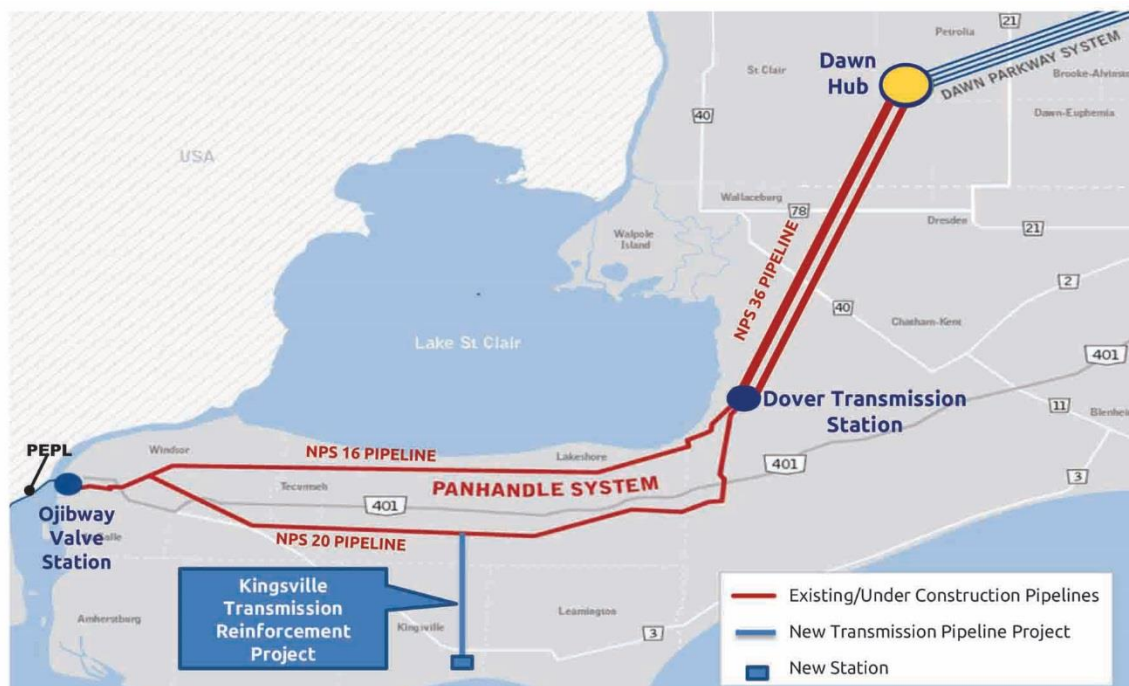 21
Petrolia
DAWN PARKWAY SYSTEM
Dawn
Hub
St Clair
Brooke-Alvinston
40
Dawn-Euphemia
USA
Wallaceburg
78
Dresden
21
Walpole
Island
NPS 36 PIPELINE
2
40
Chatham-Kent
Lake St Clair
401
Dover Transmission
Station
11
Blenheim
PEPL
Windsor
NPS 16 PIPELINE
Lakeshore
401
3
Tecumseh
PANHANDLE SYSTEM
401
Ojibway
Valve
Station
Salle
NPS 20 PIPELINE
Kingsville
Transmission
Reinforcement
Project
Amherstburg
Kingsville
Leamington
3
Existing/Under Construction Pipelines
New Transmission Pipeline Project
New Station